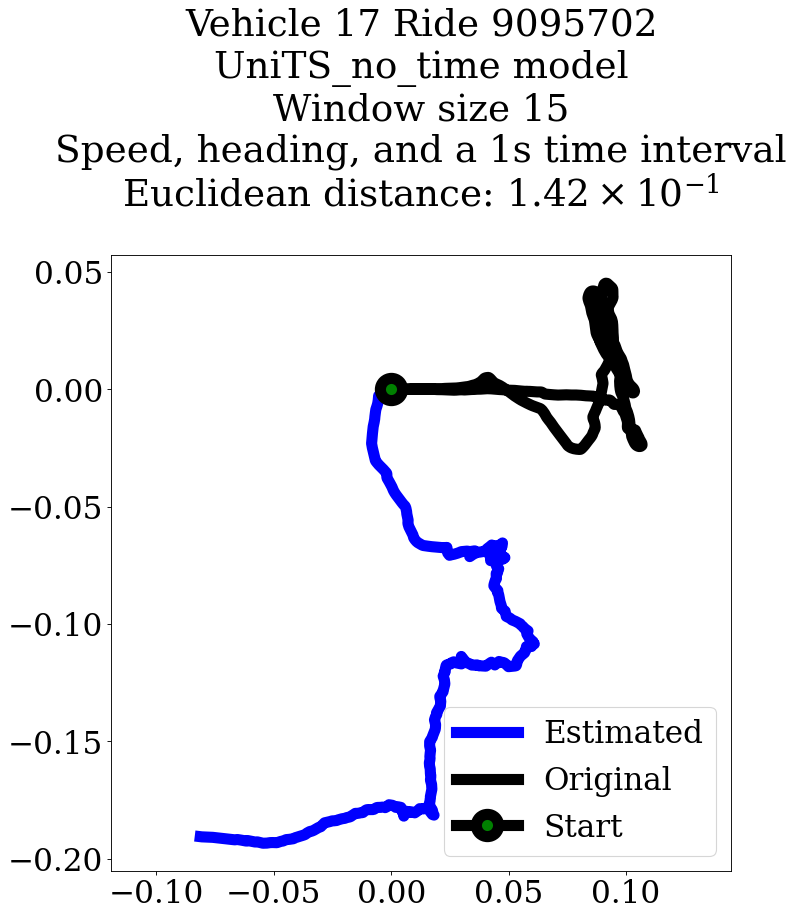 Vehicle 17 Ride 9095702
UniTS_no_time model
Window size 15
Speed, heading, and a 1s time interval
Euclidean distance: 1.42 × 10⁻¹
0.05
0.00
−0.05
−0.10
−0.15
−0.20
Estimated
Original
Start
−0.10 −0.05 0.00 0.05 0.10